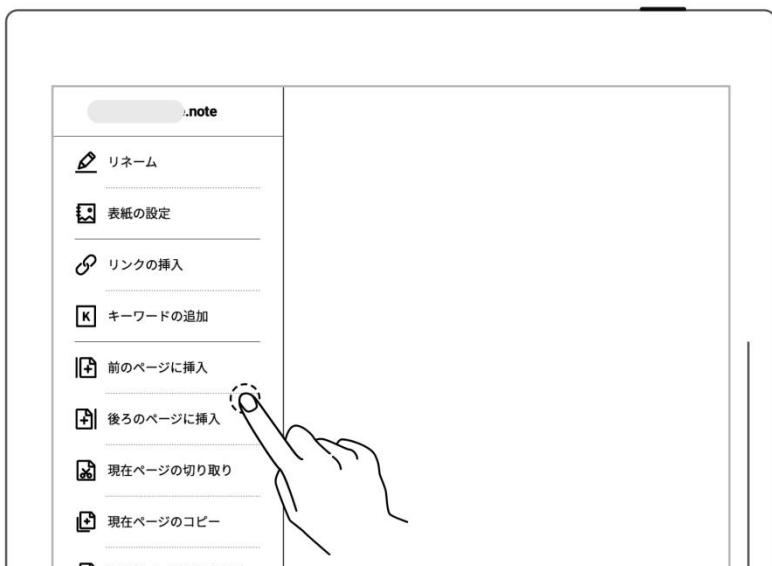 .note
リネーム
表紙の設定
リンクの挿入
K キーワードの追加
前のページに挿入
後ろのページに挿入
現在ページの切り取り
現在ページのコピー